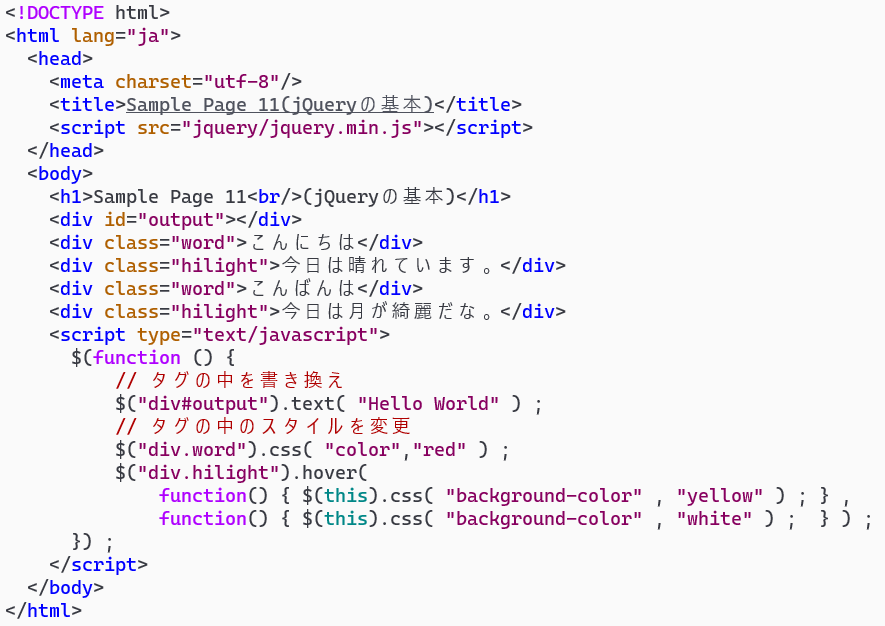 <!DOCTYPE html>
<html lang="ja">
  <head>
    <meta charset="utf-8"/>
    <title>Sample Page 11(jQueryの基本)</title>
    <script src="jquery/jquery.min.js"></script>
  </head>
  <body>
    <h1>Sample Page 11<br/>(jQueryの基本)</h1>
    <div id="output"></div>
    <div class="word">こんにちは</div>
    <div class="hilight">今日は晴れています。</div>
    <div class="word">こんばんは</div>
    <div class="hilight">今日は月が綺麗だな。</div>
    <script type="text/javascript">
      $(function () {
          // タグの中を書き換え
          $("div#output").text( "Hello World" ) ;
          // タグの中のスタイルを変更
          $("div.word").css( "color","red" ) ;
          $("div.hilight").hover(
              function() { $(this).css( "background-color" , "yellow" ) ; } ,
              function() { $(this).css( "background-color" , "white" ) ;  } ) ;
      }) ;
    </script>
  </body>
</html>